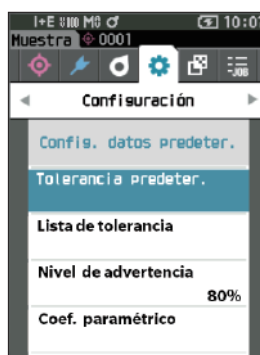 I+E M0 10:0
Muestra 0001
JOB
Configuración
Config. datos predeter.
Tolerancia predeter.
Lista de tolerancia
Nivel de advertencia
80%
Coef. paramétrico